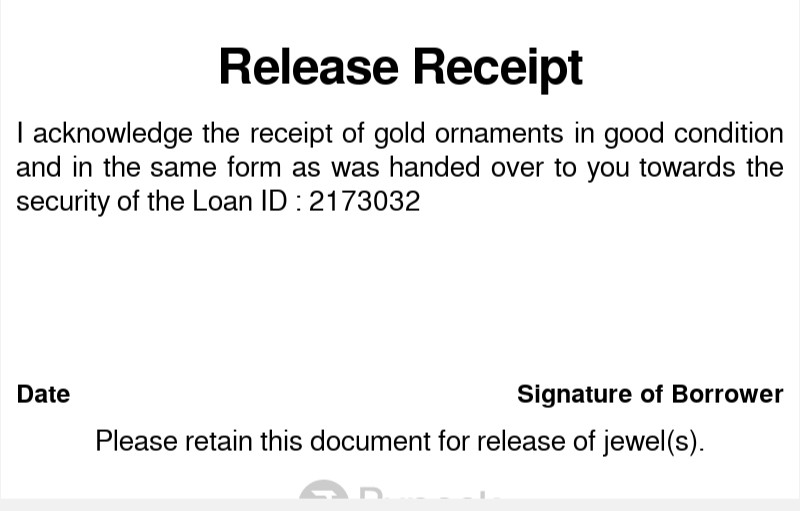 Release Receipt
I acknowledge the receipt of gold ornaments in good condition
and in the same form as was handed over to you towards the
security of the Loan ID : 2173032
Date
Signature of Borrower
Please retain this document for release of jewel(s).